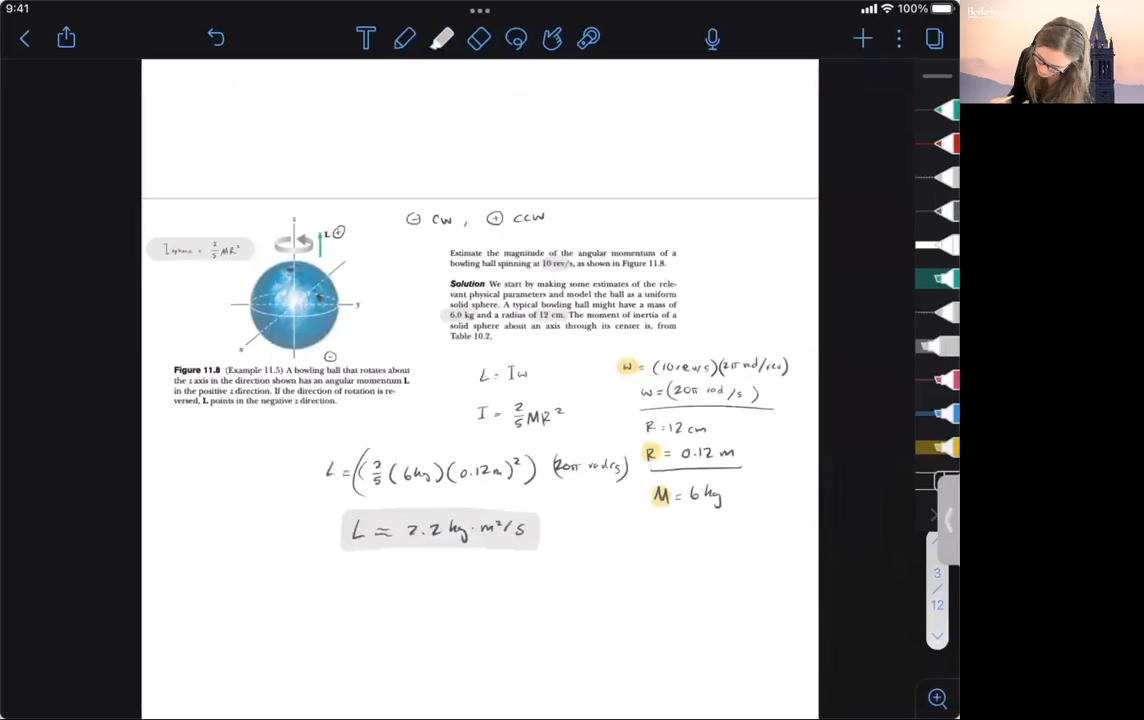 9:41
100%
Berkeley
⊖ CW, ⊕ CCW
z
L ⊕
I sphere = 2/5 MR²
y
x
⊖
Figure 11.8 (Example 11.5) A bowling ball that rotates about
the z axis in the direction shown has an angular momentum L
in the positive z direction. If the direction of rotation is re-
versed, L points in the negative z direction.
Estimate the magnitude of the angular momentum of a
bowling ball spinning at 10 rev/s, as shown in Figure 11.8.
Solution We start by making some estimates of the rele-
vant physical parameters and model the ball as a uniform
solid sphere. A typical bowling ball might have a mass of
6.0 kg and a radius of 12 cm. The moment of inertia of a
solid sphere about an axis through its center is, from
Table 10.2,
L = Iω
I = 2/5 MR²
ω = (10 rev/s)(2π rad/rev)
ω = (20π rad/s)
R = 12 cm
R = 0.12 m
M = 6 kg
L = (2/5 (6kg)(0.12m)²) (20π rad/s)
L ≈ 2.2 kg·m²/s
3
/
12